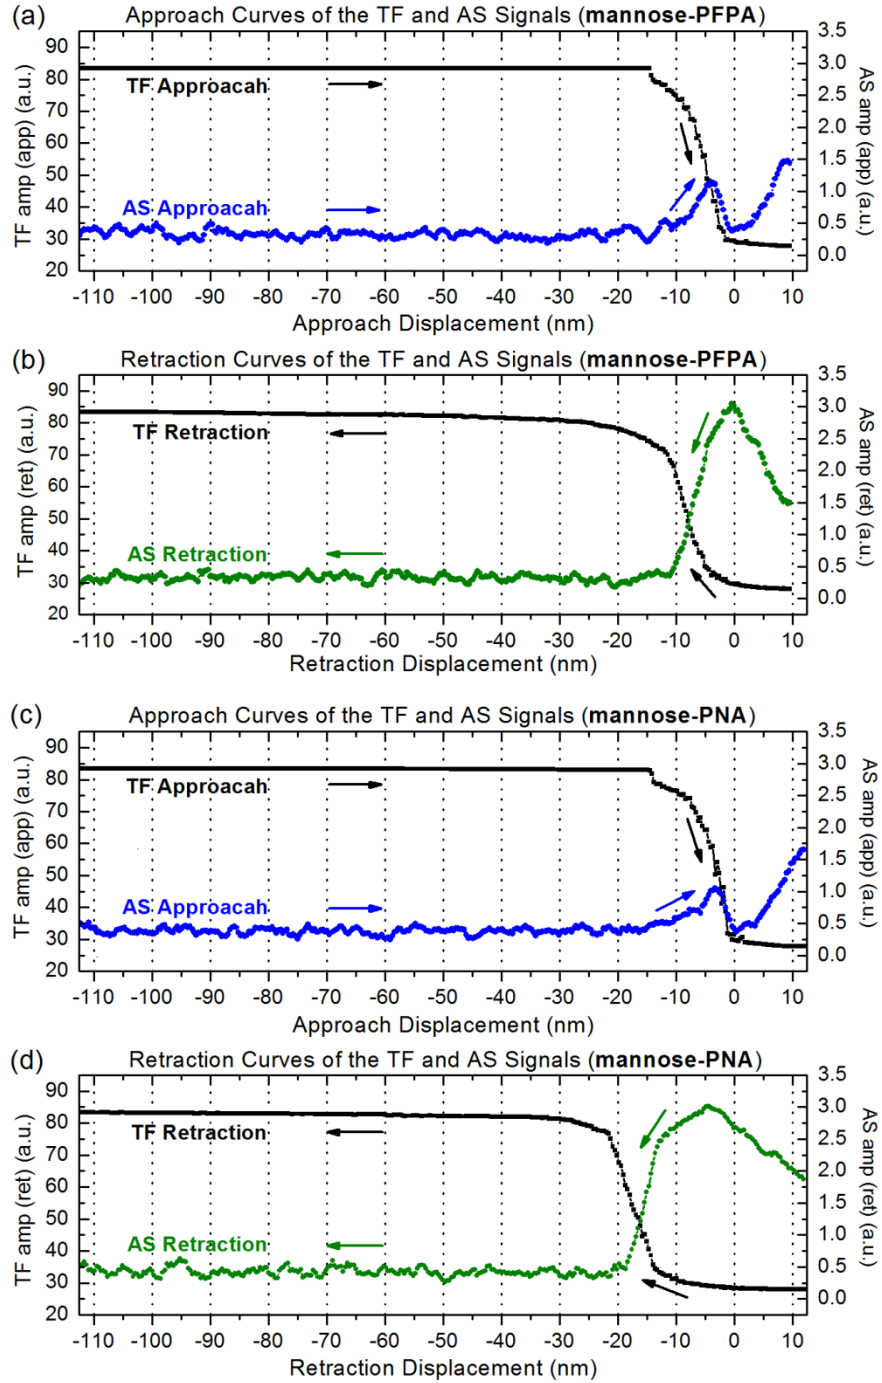 (a) Approach Curves of the TF and AS Signals (mannose-PFPA)
TF amp (app) (a.u.)
90
80
70
60
50
40
30
20
TF Approacah
AS Approacah
3.5
3.0
2.5
2.0
1.5
1.0
0.5
0.0
AS amp (app) (a.u.)
-110 -100 -90 -80 -70 -60 -50 -40 -30 -20 -10 0 10
Approach Displacement (nm)
(b) Retraction Curves of the TF and AS Signals (mannose-PFPA)
TF amp (ret) (a.u.)
90
80
70
60
50
40
30
20
TF Retraction
AS Retraction
3.5
3.0
2.5
2.0
1.5
1.0
0.5
0.0
AS amp (ret) (a.u.)
-110 -100 -90 -80 -70 -60 -50 -40 -30 -20 -10 0 10
Retraction Displacement (nm)
(c) Approach Curves of the TF and AS Signals (mannose-PNA)
TF amp (app) (a.u.)
90
80
70
60
50
40
30
20
TF Approacah
AS Approacah
3.5
3.0
2.5
2.0
1.5
1.0
0.5
0.0
AS amp (app) (a.u.)
-110 -100 -90 -80 -70 -60 -50 -40 -30 -20 -10 0 10
Approach Displacement (nm)
(d) Retraction Curves of the TF and AS Signals (mannose-PNA)
TF amp (ret) (a.u.)
90
80
70
60
50
40
30
20
TF Retraction
AS Retraction
3.5
3.0
2.5
2.0
1.5
1.0
0.5
0.0
AS amp (ret) (a.u.)
-110 -100 -90 -80 -70 -60 -50 -40 -30 -20 -10 0 10
Retraction Displacement (nm)